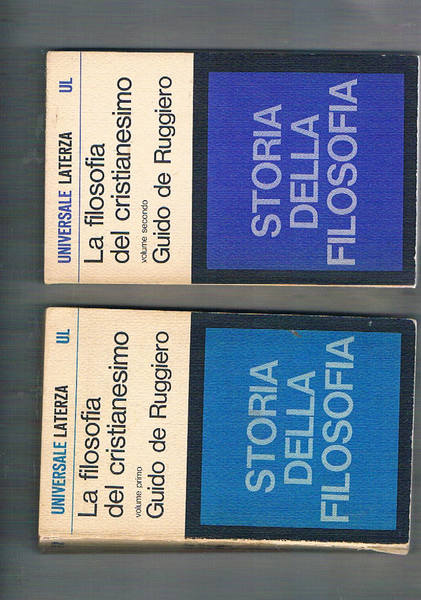 UNIVERSALE LATERZA UL
La filosofia
del cristianesimo
volume secondo
Guido de Ruggiero
STORIA
DELLA
FILOSOFIA
UNIVERSALE LATERZA UL
La filosofia
del cristianesimo
volume primo
Guido de Ruggiero
STORIA
DELLA
FILOSOFIA